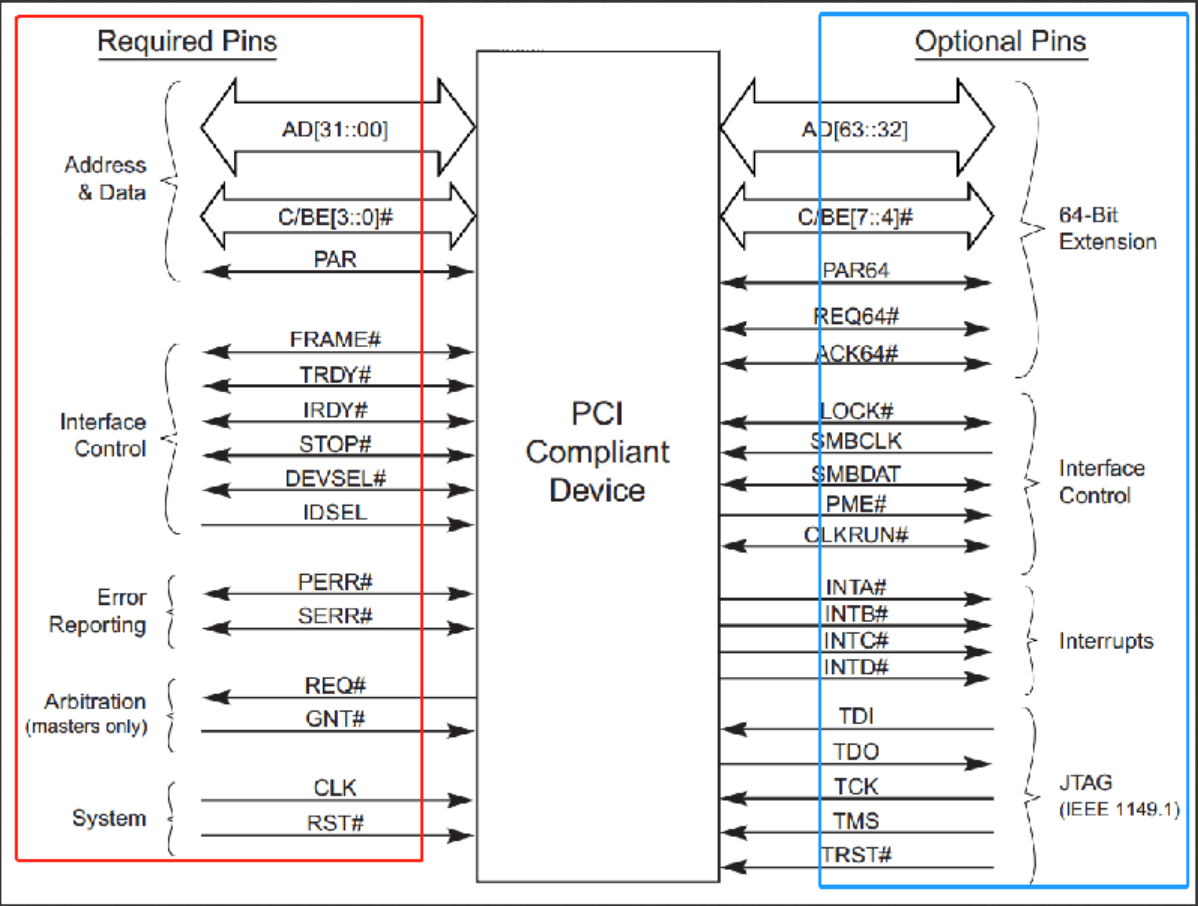 Required Pins
Address
& Data
AD[31::00]
C/BE[3::0]#
PAR
Interface
Control
FRAME#
TRDY#
IRDY#
STOP#
DEVSEL#
IDSEL
Error
Reporting
PERR#
SERR#
Arbitration
(masters only)
REQ#
GNT#
System
CLK
RST#
PCI
Compliant
Device
Optional Pins
AD[63::32]
C/BE[7::4]#
PAR64
REQ64#
ACK64#
64-Bit
Extension
LOCK#
SMBCLK
SMBDAT
PME#
CLKRUN#
Interface
Control
INTA#
INTB#
INTC#
INTD#
Interrupts
TDI
TDO
TCK
TMS
TRST#
JTAG
(IEEE 1149.1)